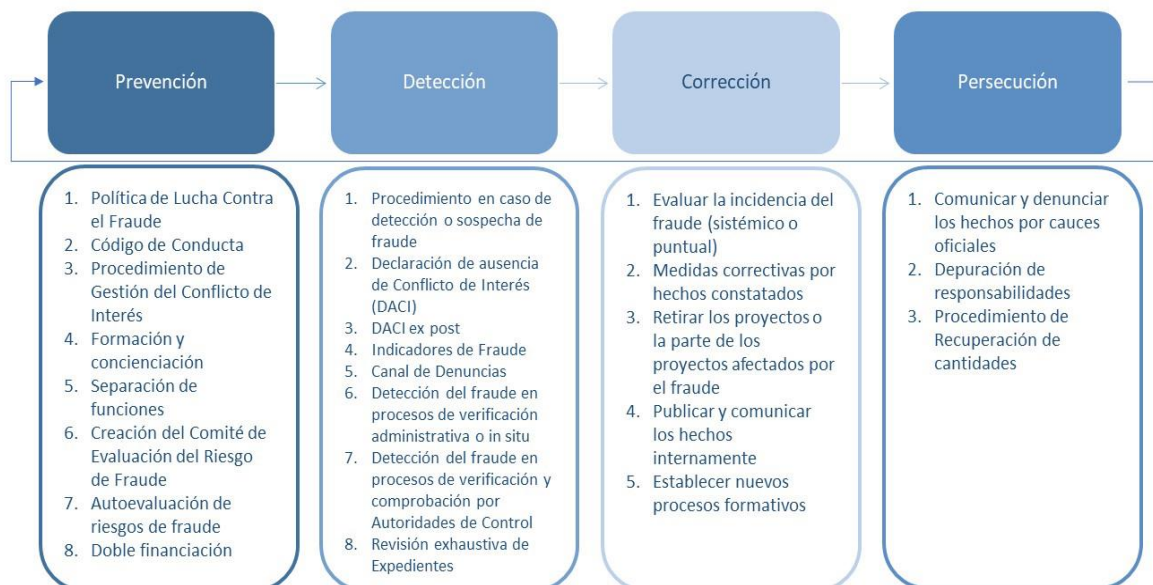 Prevención
Detección
Corrección
Persecución
1. Política de Lucha Contra
el Fraude
2. Código de Conducta
3. Procedimiento de
Gestión del Conflicto de
Interés
4. Formación y
concienciación
5. Separación de
funciones
6. Creación del Comité de
Evaluación del Riesgo
de Fraude
7. Autoevaluación de
riesgos de fraude
8. Doble financiación
1. Procedimiento en caso de
detección o sospecha de
fraude
2. Declaración de ausencia
de Conflicto de Interés
(DACI)
3. DACI ex post
4. Indicadores de Fraude
5. Canal de Denuncias
6. Detección del fraude en
procesos de verificación
administrativa o in situ
7. Detección del fraude en
procesos de verificación y
comprobación por
Autoridades de Control
8. Revisión exhaustiva de
Expedientes
1. Evaluar la incidencia del
fraude (sistémico o
puntual)
2. Medidas correctivas por
hechos constatados
3. Retirar los proyectos o
la parte de los
proyectos afectados por
el fraude
4. Publicar y comunicar
los hechos
internamente
5. Establecer nuevos
procesos formativos
1. Comunicar y denunciar
los hechos por cauces
oficiales
2. Depuración de
responsabilidades
3. Procedimiento de
Recuperación de
cantidades